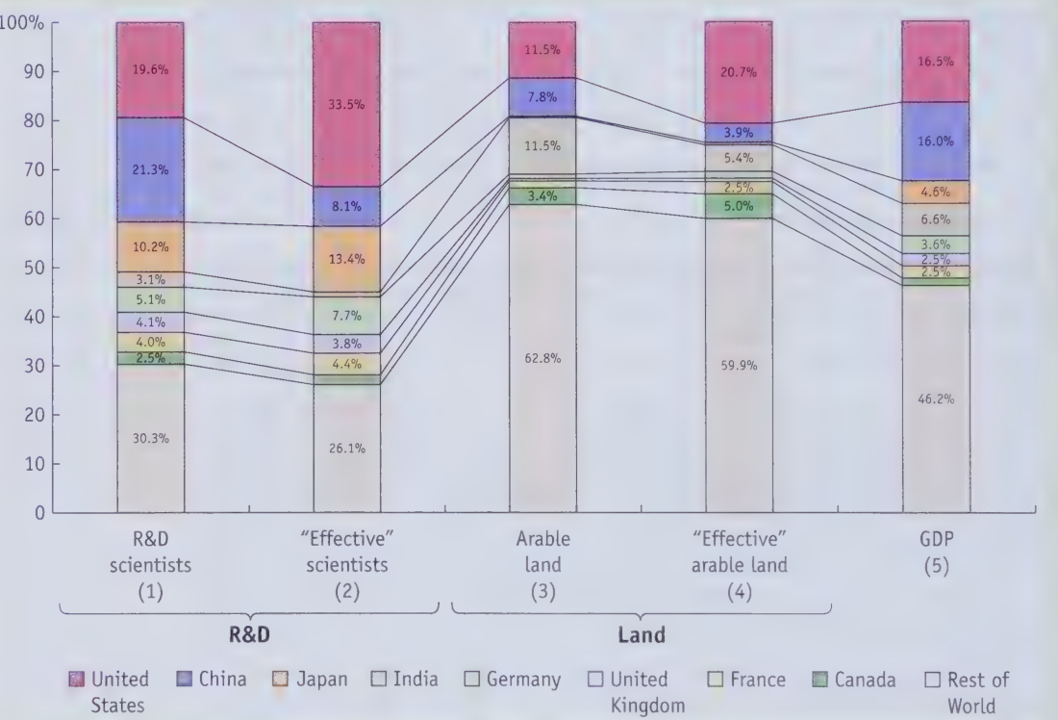 100%
90
80
70
60
50
40
30
20
10
0
19.6%
21.3%
10.2%
3.1%
5.1%
4.1%
4.0%
2.5%
30.3%
33.5%
8.1%
13.4%
7.7%
3.8%
4.4%
26.1%
11.5%
7.8%
11.5%
3.4%
62.8%
20.7%
3.9%
5.4%
2.5%
5.0%
59.9%
16.5%
16.0%
4.6%
6.6%
3.6%
2.5%
2.5%
46.2%
R&D
scientists
(1)
“Effective”
scientists
(2)
Arable
land
(3)
“Effective”
arable land
(4)
GDP
(5)
R&D
Land
United
States
China
Japan
India
Germany
United
Kingdom
France
Canada
Rest of
World